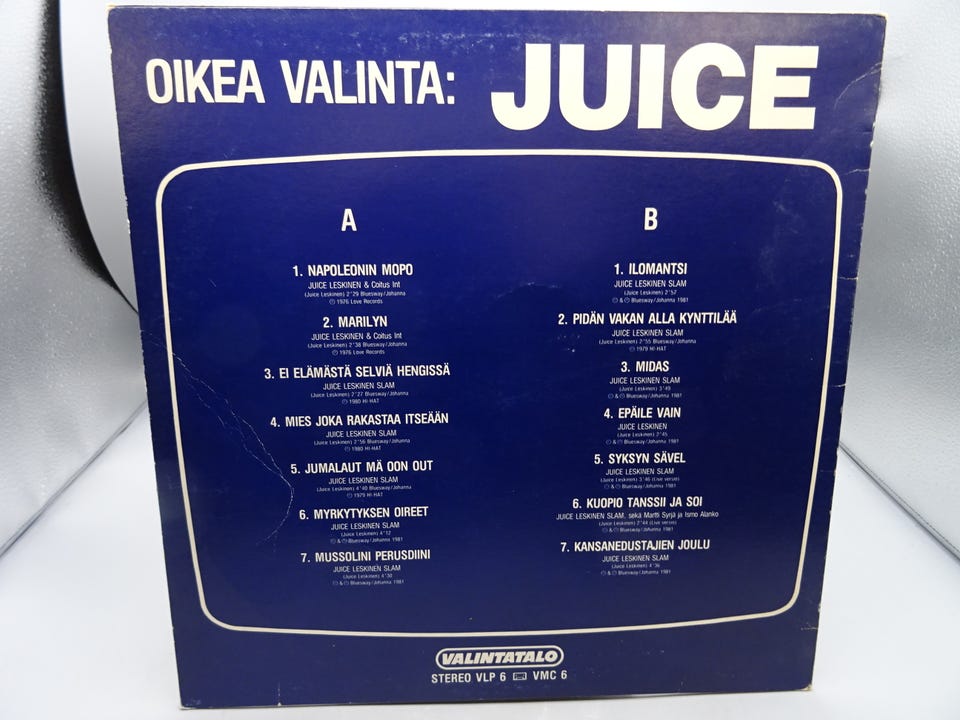 OIKEA VALINTA: JUICE
A
1. NAPOLEONIN MOPO
JUICE LESKINEN & Coitus Int
(Juice Leskinen) 2'29 Bluesway/Johanna
℗ 1976 Love Records
2. MARILYN
JUICE LESKINEN & Coitus Int
(Juice Leskinen) 2'38 Bluesway/Johanna
℗ 1976 Love Records
3. EI ELÄMÄSTÄ SELVIÄ HENGISSÄ
JUICE LESKINEN SLAM
(Juice Leskinen) 2'27 Bluesway/Johanna
℗ 1980 HI-HAT
4. MIES JOKA RAKASTAA ITSEÄÄN
JUICE LESKINEN SLAM
(Juice Leskinen) 2'56 Bluesway/Johanna
℗ 1980 HI-HAT
5. JUMALAUT MÄ OON OUT
JUICE LESKINEN SLAM
(Juice Leskinen) 4'40 Bluesway/Johanna
℗ 1979 HI-HAT
6. MYRKYTYKSEN OIREET
JUICE LESKINEN SLAM
(Juice Leskinen) 4'12
℗ & © Bluesway/Johanna 1981
7. MUSSOLINI PERUSDIINI
JUICE LESKINEN SLAM
(Juice Leskinen) 4'30
℗ & © Bluesway/Johanna 1981
B
1. ILOMANTSI
JUICE LESKINEN SLAM
(Juice Leskinen) 2'52
℗ & © Bluesway/Johanna 1981
2. PIDÄN VAKAN ALLA KYNTTILÄÄ
JUICE LESKINEN SLAM
(Juice Leskinen) 2'55 Bluesway/Johanna
℗ 1979 HI-HAT
3. MIDAS
JUICE LESKINEN SLAM
(Juice Leskinen) 3'49
℗ & © Bluesway/Johanna 1981
4. EPÄILE VAIN
JUICE LESKINEN
(Juice Leskinen) 2'45
℗ & © Bluesway/Johanna 1981
5. SYKSYN SÄVEL
JUICE LESKINEN SLAM
(Juice Leskinen) 3'46 (Live versio)
℗ & © Bluesway/Johanna 1981
6. KUOPIO TANSSII JA SOI
JUICE LESKINEN SLAM, sekä Martti Syrjä ja Ismo Alanko
(Juice Leskinen) 2'44 (Live versio)
℗ & © Bluesway/Johanna 1981
7. KANSANEDUSTAJIEN JOULU
JUICE LESKINEN SLAM
(Juice Leskinen) 4'36
℗ & © Bluesway/Johanna 1981
VALINTATALO
STEREO VLP 6 VMC 6